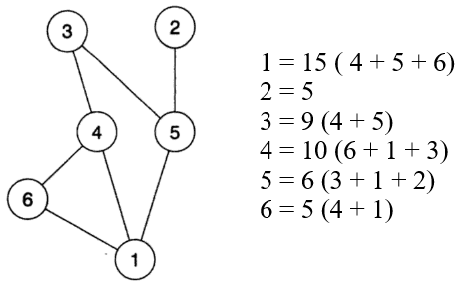 3
2
4
5
6
1
1 = 15 ( 4 + 5 + 6)
2 = 5
3 = 9 (4 + 5)
4 = 10 (6 + 1 + 3)
5 = 6 (3 + 1 + 2)
6 = 5 (4 + 1)